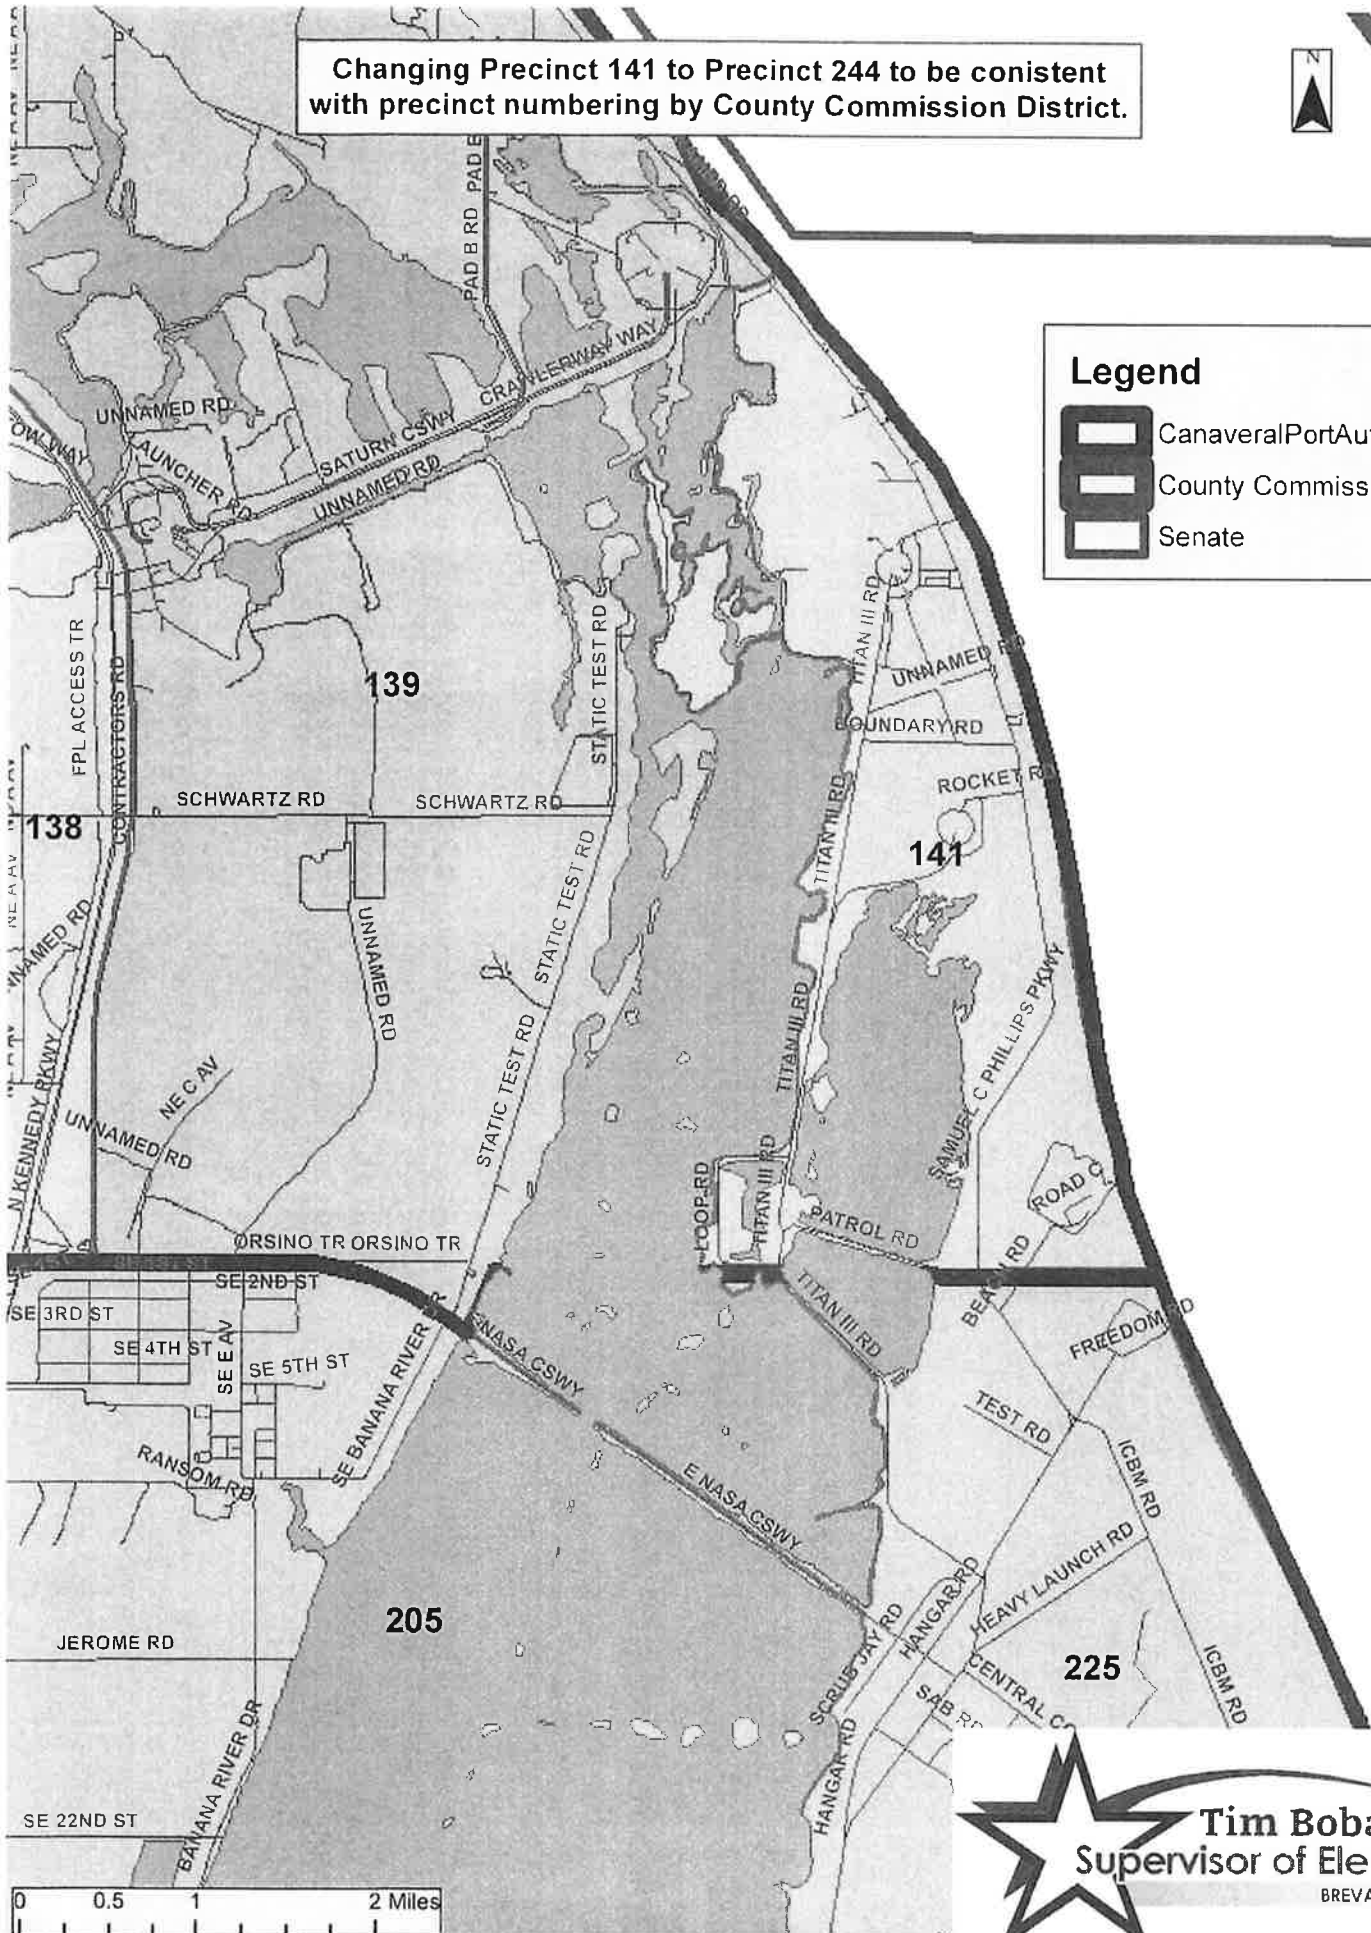 Changing Precinct 141 to Precinct 244 to be conistent
with precinct numbering by County Commission District.
N
Legend
CanaveralPortAu
County Commiss
Senate
PAD B RD
SATURN CSWY
CRAWLERWAY WAY
UNNAMED RD
AUNCHER RD
UNNAMED RD
OW WAY
FPL ACCESS TR
CONTRACTORS RD
139
STATIC TEST RD
TITAN III RD
UNNAMED RD
BOUNDARY RD
ROCKET R
138
SCHWARTZ RD
SCHWARTZ RD
141
TITAN III RD
STATIC TEST RD
UNNAMED RD
NAMED RD
N KENNEDY PKWY
NE C AV
UNNAMED RD
STATIC TEST RD
TITAN III RD
SAMUEL C PHILLIPS PKWY
LOOP RD
TITAN III RD
PATROL RD
ROAD C
BEACH RD
ORSINO TR ORSINO TR
SE 2ND ST
SE 3RD ST
SE 4TH ST
SE E AV
SE 5TH ST
SE BANANA RIVER
E NASA CSWY
TITAN III RD
FREEDOM RD
TEST RD
ICBM RD
RANSOM RD
E NASA CSWY
HEAVY LAUNCH RD
HANGAR RD
SCRUB JAY RD
205
JEROME RD
225
CENTRAL C
SAB RD
ICBM RD
HANGAR RD
BANANA RIVER DR
SE 22ND ST
0 0.5 1 2 Miles
Tim Boba
Supervisor of Ele
BREVA